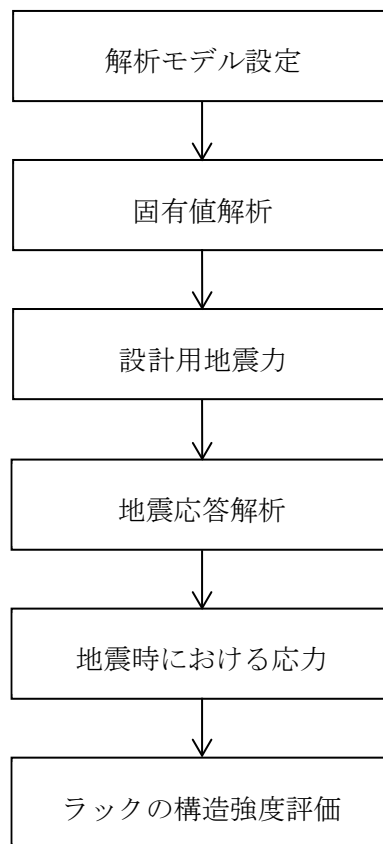 解析モデル設定
固有値解析
設計用地震力
地震応答解析
地震時における応力
ラックの構造強度評価